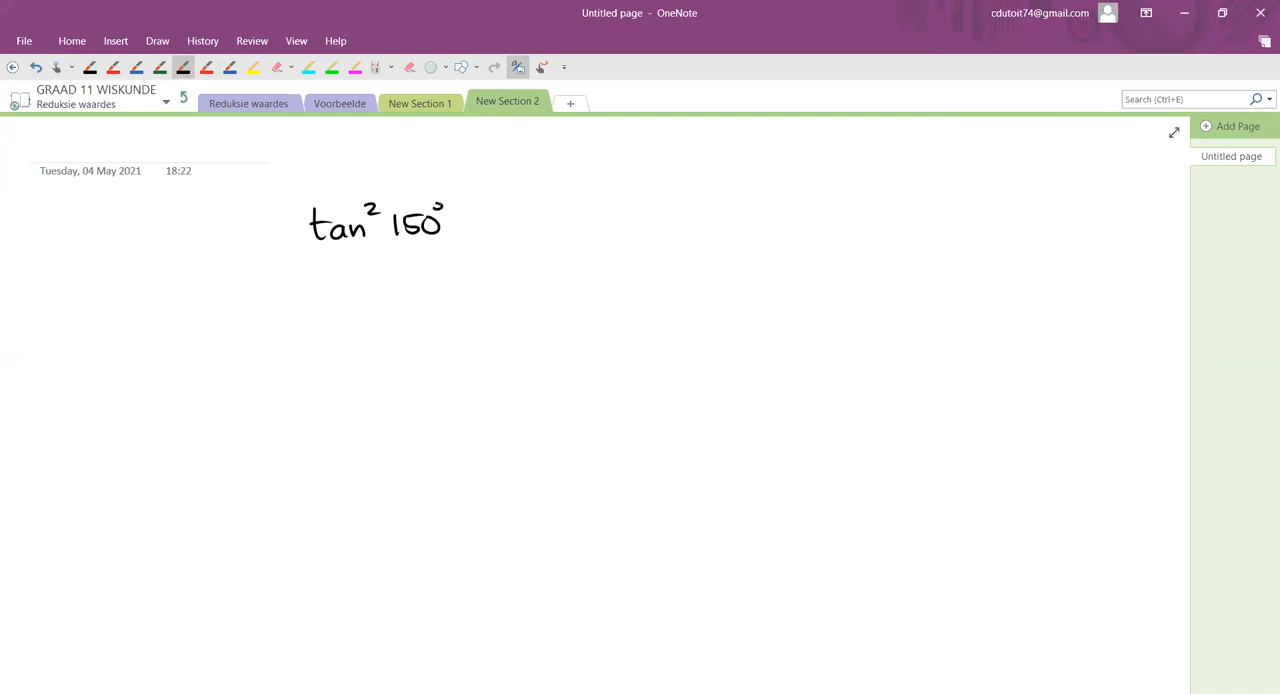 Untitled page - OneNote
cdutoit74@gmail.com
File Home Insert Draw History Review View Help
GRAAD 11 WISKUNDE
Reduksie waardes
Reduksie waardes Voorbeelde New Section 1 New Section 2 +
Search (Ctrl+E)
Add Page
Untitled page
Tuesday, 04 May 2021 18:22
tan² 150°